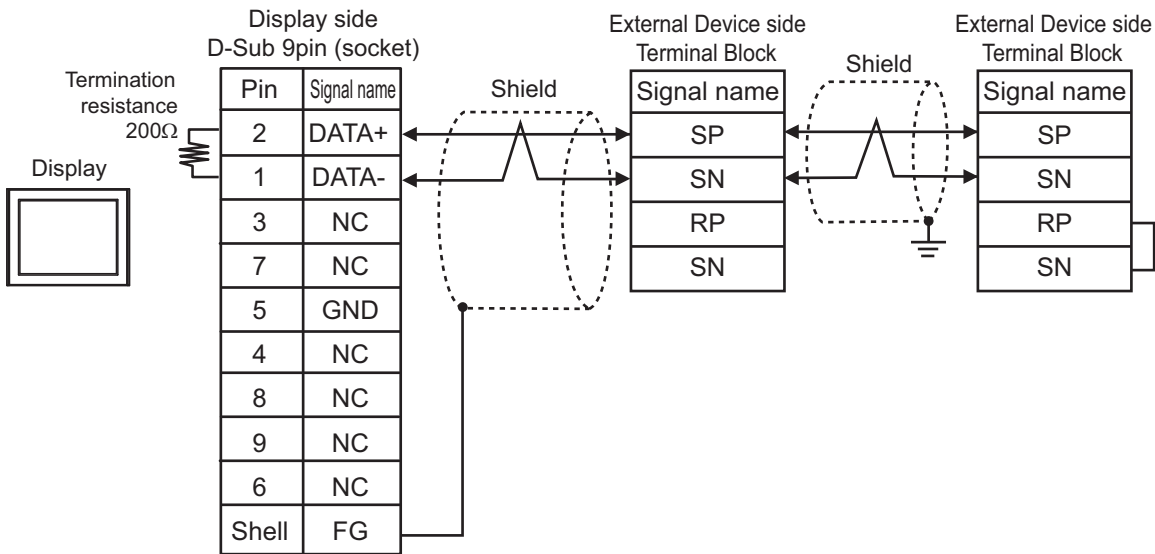 Display side
D-Sub 9pin (socket)
Termination
resistance
200Ω
Display
Pin Signal name
2 DATA+
1 DATA-
3 NC
7 NC
5 GND
4 NC
8 NC
9 NC
6 NC
Shell FG
Shield
External Device side
Terminal Block
Signal name
SP
SN
RP
SN
Shield
External Device side
Terminal Block
Signal name
SP
SN
RP
SN